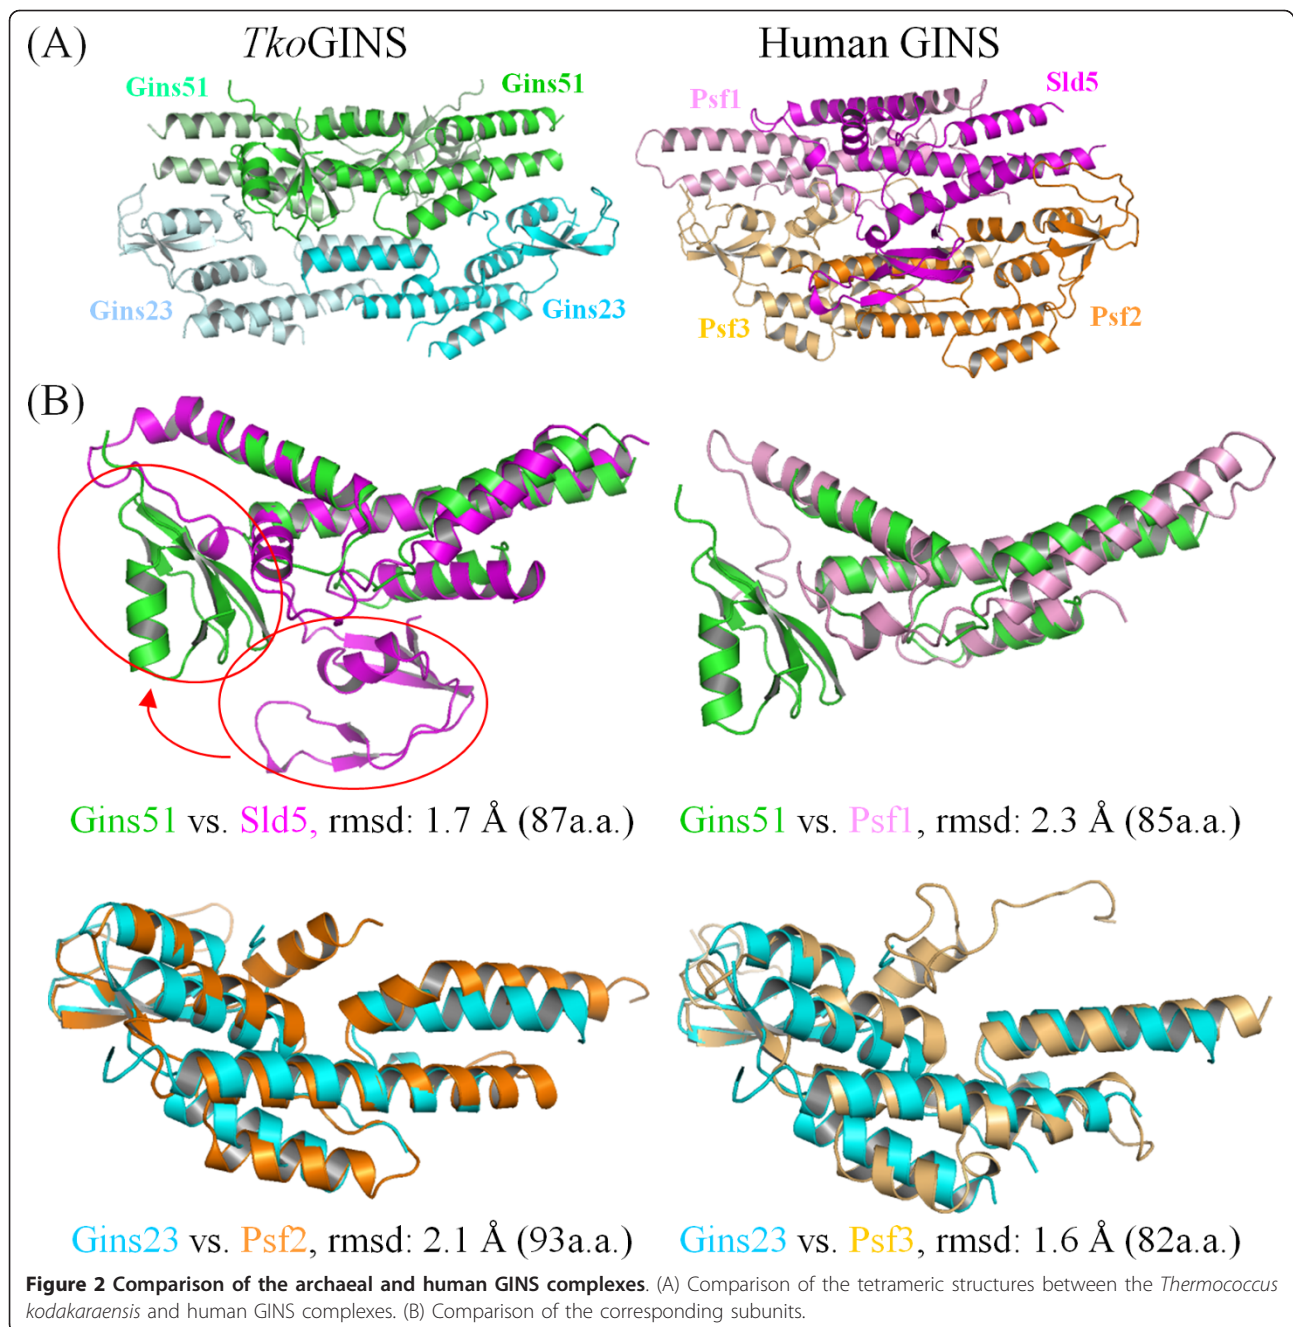 (A)
TkoGINS
Human GINS
Gins51
Gins51
Gins23
Gins23
Psf1
Sld5
Psf3
Psf2
(B)
Gins51 vs. Sld5, rmsd: 1.7 Å (87a.a.)
Gins51 vs. Psf1, rmsd: 2.3 Å (85a.a.)
Gins23 vs. Psf2, rmsd: 2.1 Å (93a.a.)
Gins23 vs. Psf3, rmsd: 1.6 Å (82a.a.)
Figure 2 Comparison of the archaeal and human GINS complexes. (A) Comparison of the tetrameric structures between the Thermococcus
kodakaraensis and human GINS complexes. (B) Comparison of the corresponding subunits.